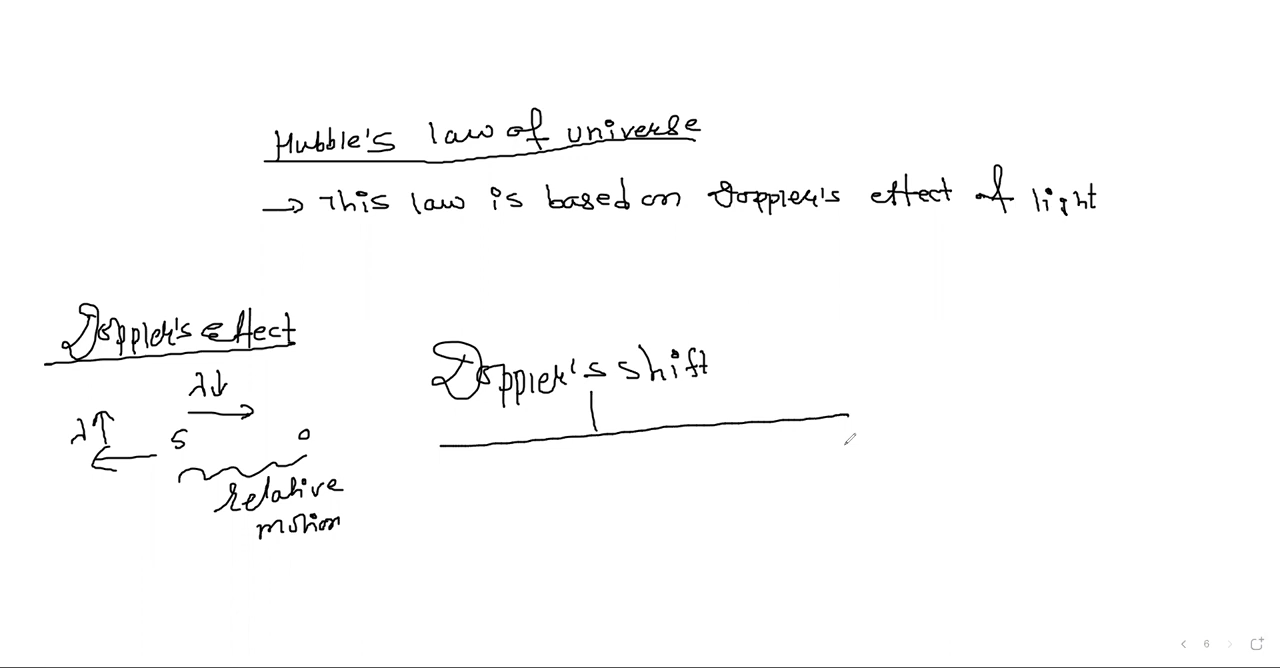 Hubble's law of universe
→ This law is based on Doppler's effect of light
Doppler's effect
λ↓
λ↑
S O
relative
motion
Doppler's shift
6